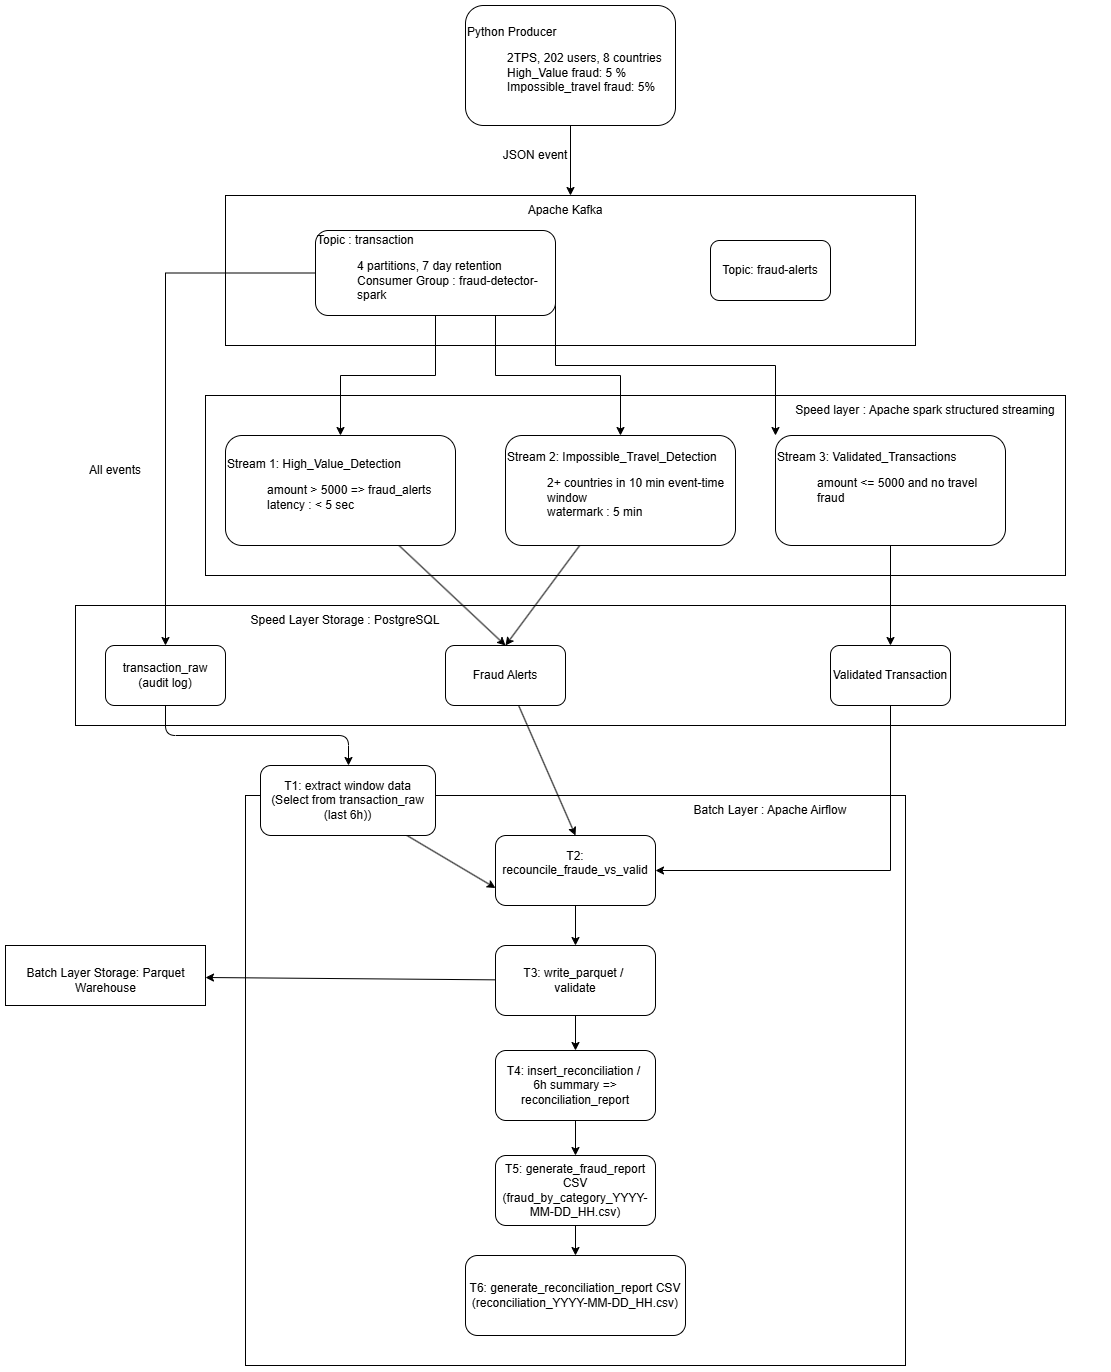 Python Producer
2TPS, 202 users, 8 countries
High_Value fraud: 5 %
Impossible_travel fraud: 5%
JSON event
Apache Kafka
Topic : transaction
4 partitions, 7 day retention
Consumer Group : fraud-detector-
spark
Topic: fraud-alerts
All events
Speed layer : Apache spark structured streaming
Stream 1: High_Value_Detection
amount > 5000 => fraud_alerts
latency : < 5 sec
Stream 2: Impossible_Travel_Detection
2+ countries in 10 min event-time
window
watermark : 5 min
Stream 3: Validated_Transactions
amount <= 5000 and no travel
fraud
Speed Layer Storage : PostgreSQL
transaction_raw
(audit log)
Fraud Alerts
Validated Transaction
T1: extract window data
(Select from transaction_raw
(last 6h))
Batch Layer : Apache Airflow
T2:
recouncile_fraude_vs_valid
Batch Layer Storage: Parquet
Warehouse
T3: write_parquet /
validate
T4: insert_reconciliation /
6h summary =>
reconciliation_report
T5: generate_fraud_report
CSV
(fraud_by_category_YYYY-
MM-DD_HH.csv)
T6: generate_reconciliation_report CSV
(reconciliation_YYYY-MM-DD_HH.csv)